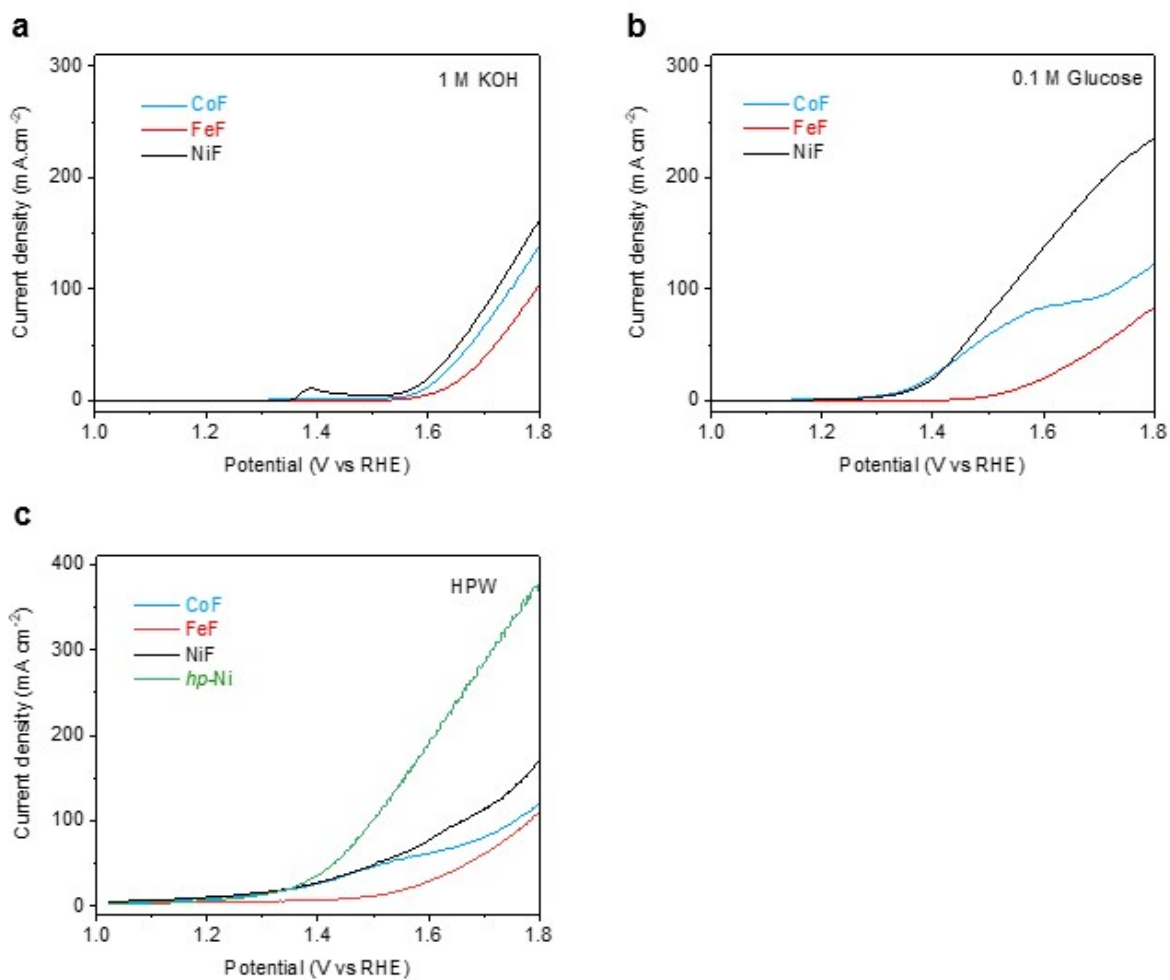 a
300
200
100
0
1 M KOH
CoF
FeF
NiF
Current density (m A.cm⁻²)
1.0 1.2 1.4 1.6 1.8
Potential (V vs RHE)
b
300
200
100
0
0.1 M Glucose
CoF
FeF
NiF
Current density (m A cm⁻²)
1.0 1.2 1.4 1.6 1.8
Potential (V vs RHE)
c
400
300
200
100
0
HPW
CoF
FeF
NiF
hp-Ni
Current density (m A cm⁻²)
1.0 1.2 1.4 1.6 1.8
Potential (V vs RHE)